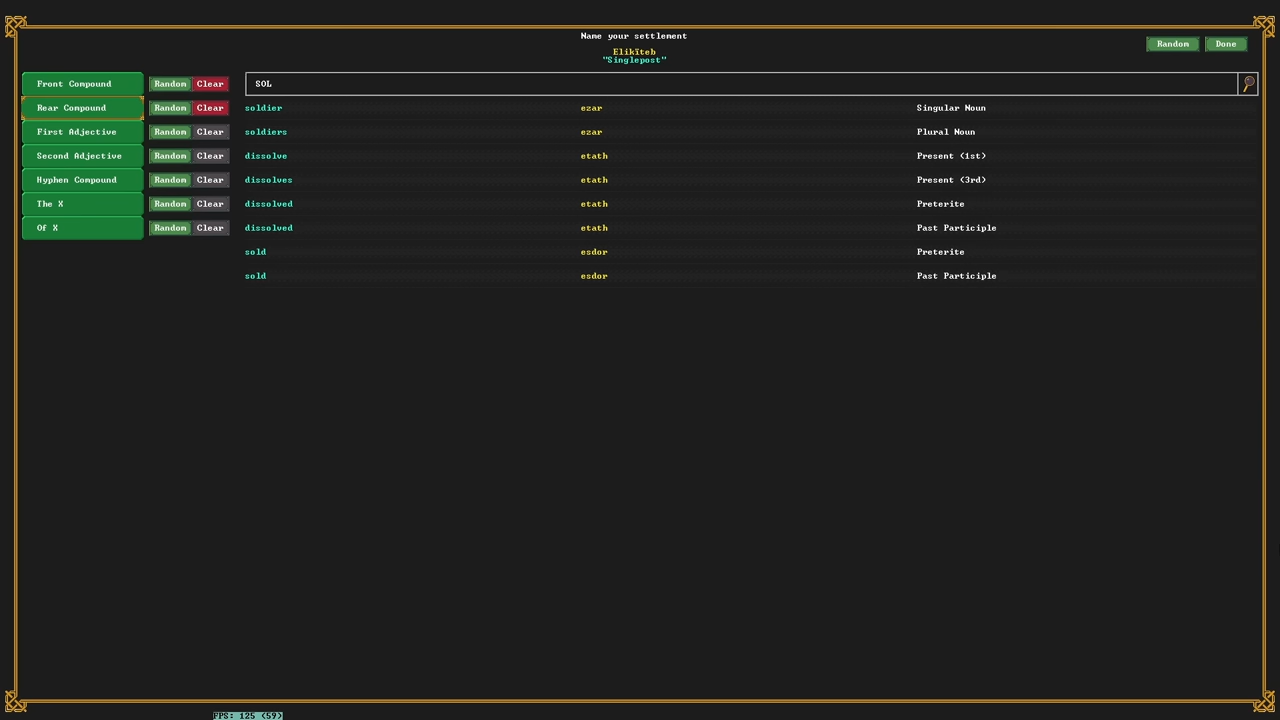 Name your settlement
Elikïteb
"Singlepost"
Random Done
Front Compound Random Clear SOL
Rear Compound Random Clear soldier ezar Singular Noun
First Adjective Random Clear soldiers ezar Plural Noun
Second Adjective Random Clear dissolve etath Present (1st)
Hyphen Compound Random Clear dissolves etath Present (3rd)
The X Random Clear dissolved etath Preterite
Of X Random Clear dissolved etath Past Participle
sold esdor Preterite
sold esdor Past Participle
FPS: 125 (59)